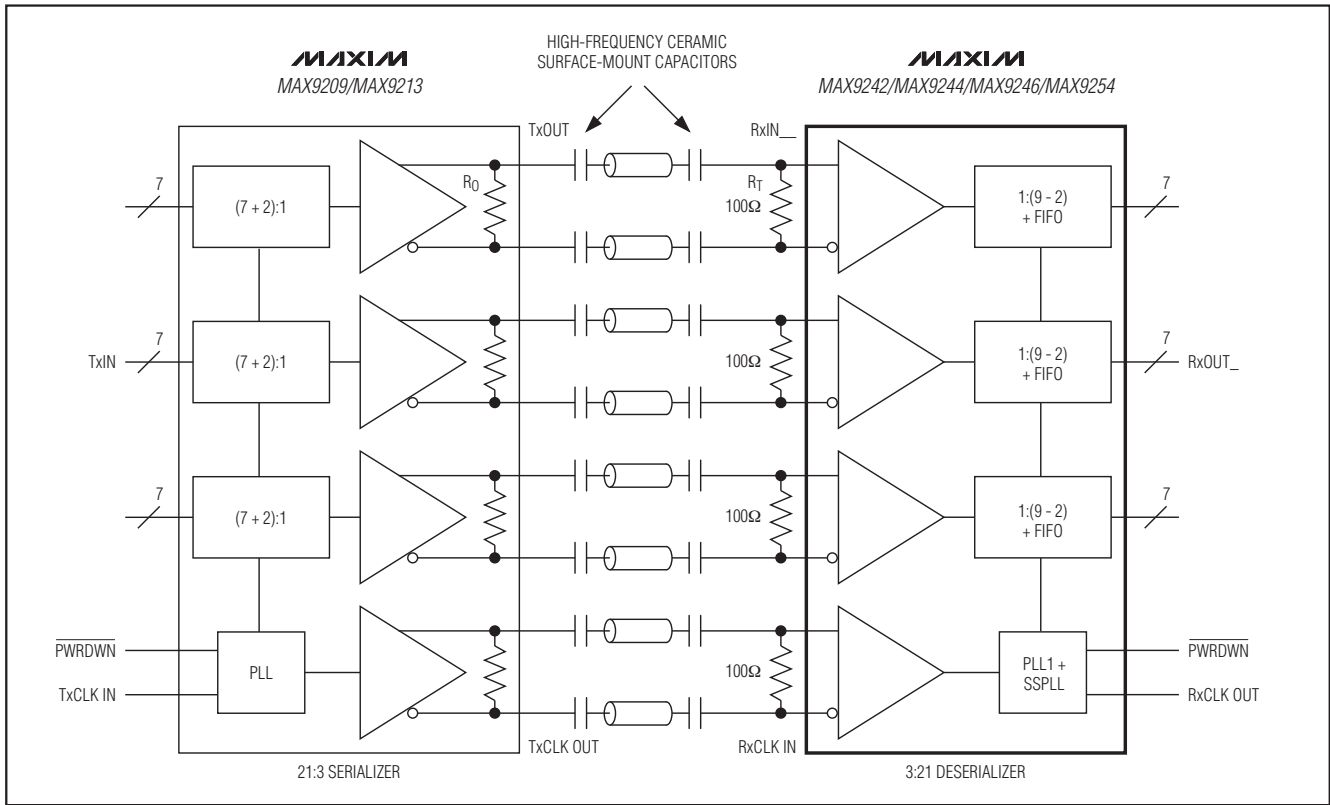 HIGH-FREQUENCY CERAMIC
SURFACE-MOUNT CAPACITORS
MAXIM
MAX9209/MAX9213
MAXIM
MAX9242/MAX9244/MAX9246/MAX9254
TxOUT
RxIN__
7
(7 + 2):1
RO
RT
100Ω
1:(9 - 2)
+ FIFO
7
TxIN
7
(7 + 2):1
100Ω
1:(9 - 2)
+ FIFO
7
RxOUT_
7
(7 + 2):1
100Ω
1:(9 - 2)
+ FIFO
7
PWRDWN
TxCLK IN
PLL
100Ω
PLL1 +
SSPLL
PWRDWN
RxCLK OUT
TxCLK OUT
RxCLK IN
21:3 SERIALIZER
3:21 DESERIALIZER